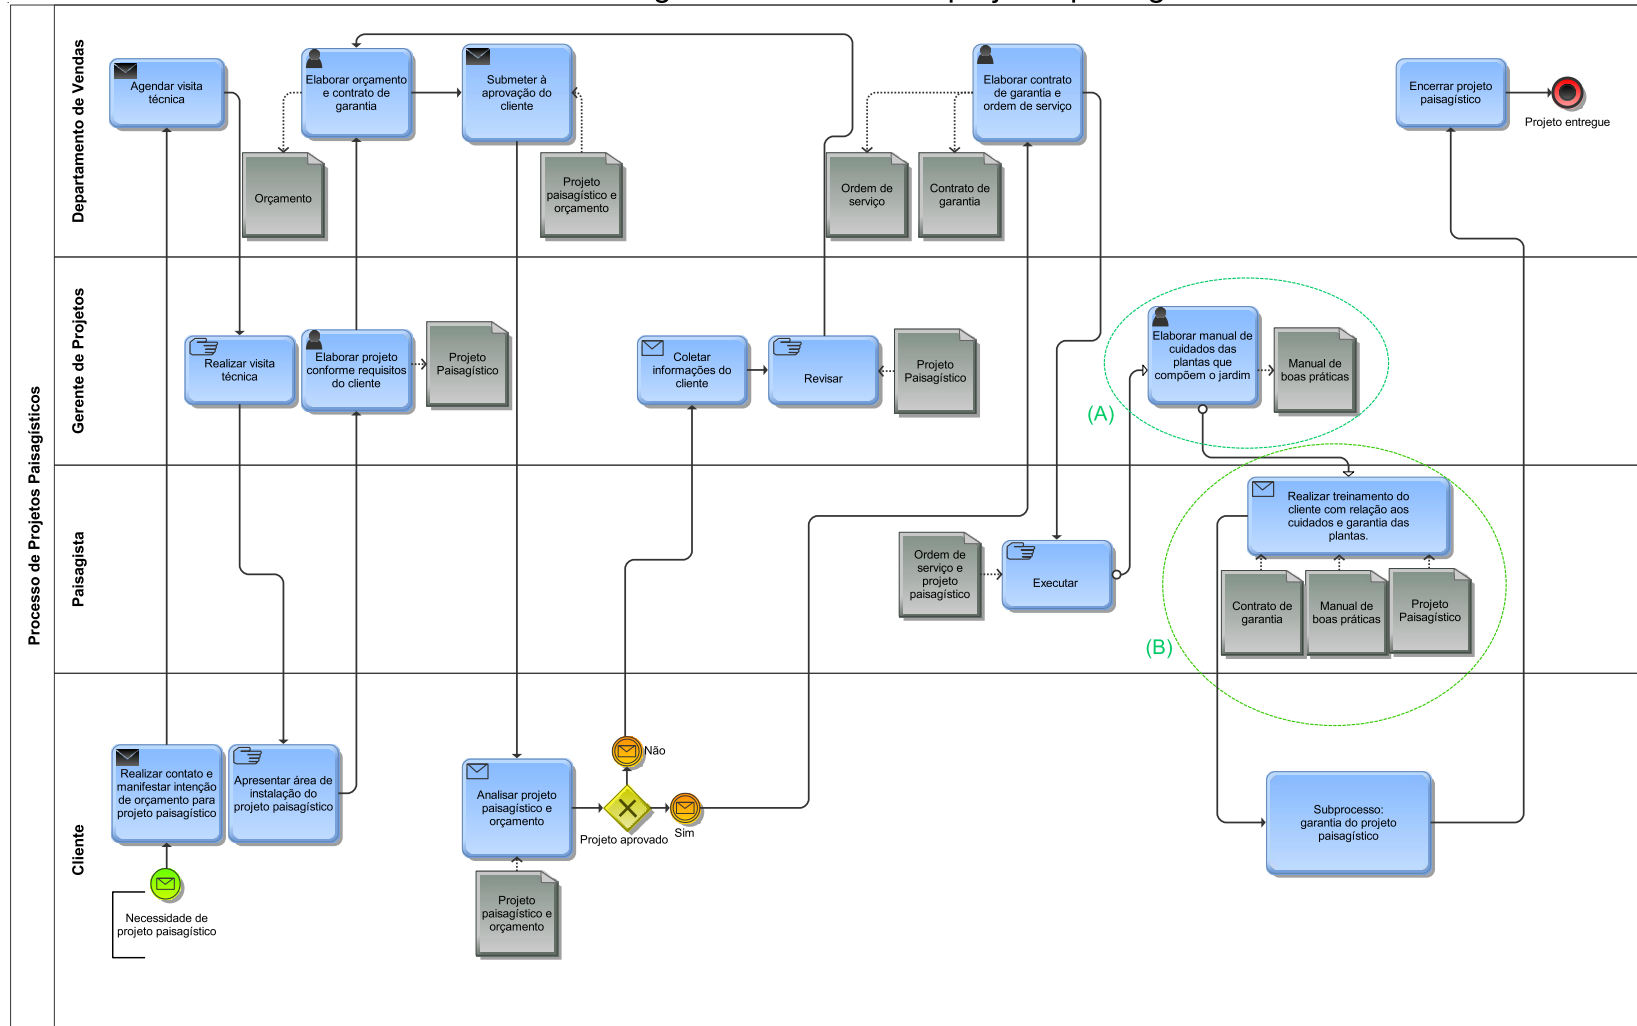 Processo de Projetos Paisagísticos
Departamento de Vendas
Agendar visita
técnica
Elaborar orçamento
e contrato de
garantia
Submeter à
aprovação do
cliente
Elaborar contrato
de garantia e
ordem de serviço
Encerrar projeto
paisagístico
Projeto entregue
Orçamento
Projeto
paisagístico e
orçamento
Ordem de
serviço
Contrato de
garantia
Gerente de Projetos
Realizar visita
técnica
Elaborar projeto
conforme requisitos
do cliente
Projeto
Paisagístico
Coletar
informações do
cliente
Revisar
Projeto
Paisagístico
Elaborar manual de
cuidados das
plantas que
compõem o jardim
Manual de
boas práticas
(A)
Paisagista
Ordem de
serviço e
projeto
paisagístico
Executar
Realizar treinamento do
cliente com relação aos
cuidados e garantia das
plantas.
Contrato de
garantia
Manual de
boas práticas
Projeto
Paisagístico
(B)
Cliente
Realizar contato e
manifestar intenção
de orçamento para
projeto paisagístico
Apresentar área de
instalação do
projeto paisagístico
Analisar projeto
paisagístico e
orçamento
Não
Projeto aprovado
Sim
Subprocesso:
garantia do projeto
paisagístico
Necessidade de
projeto paisagístico
Projeto
paisagístico e
orçamento